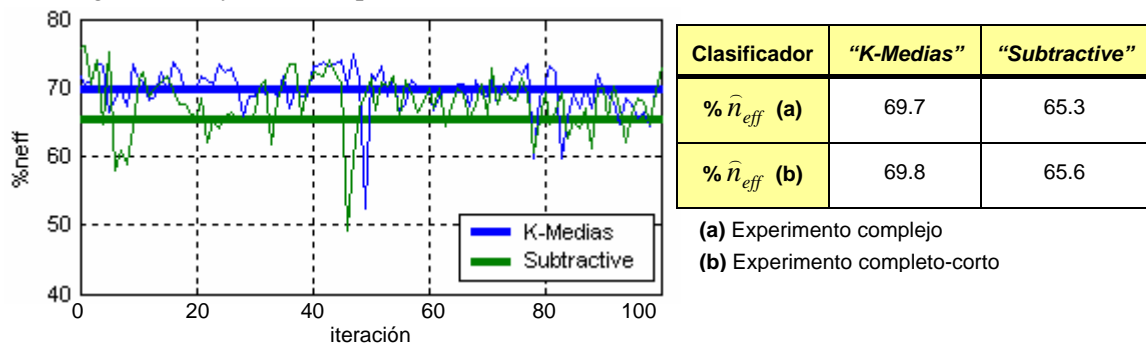 80
70
60
50
40
%neff
0
20
40
60
80
100
iteración
K-Medias
Subtractive
Clasificador "K-Medias" "Subtractive"
% n̂eff (a) 69.7 65.3
% n̂eff (b) 69.8 65.6
(a) Experimento complejo
(b) Experimento completo-corto